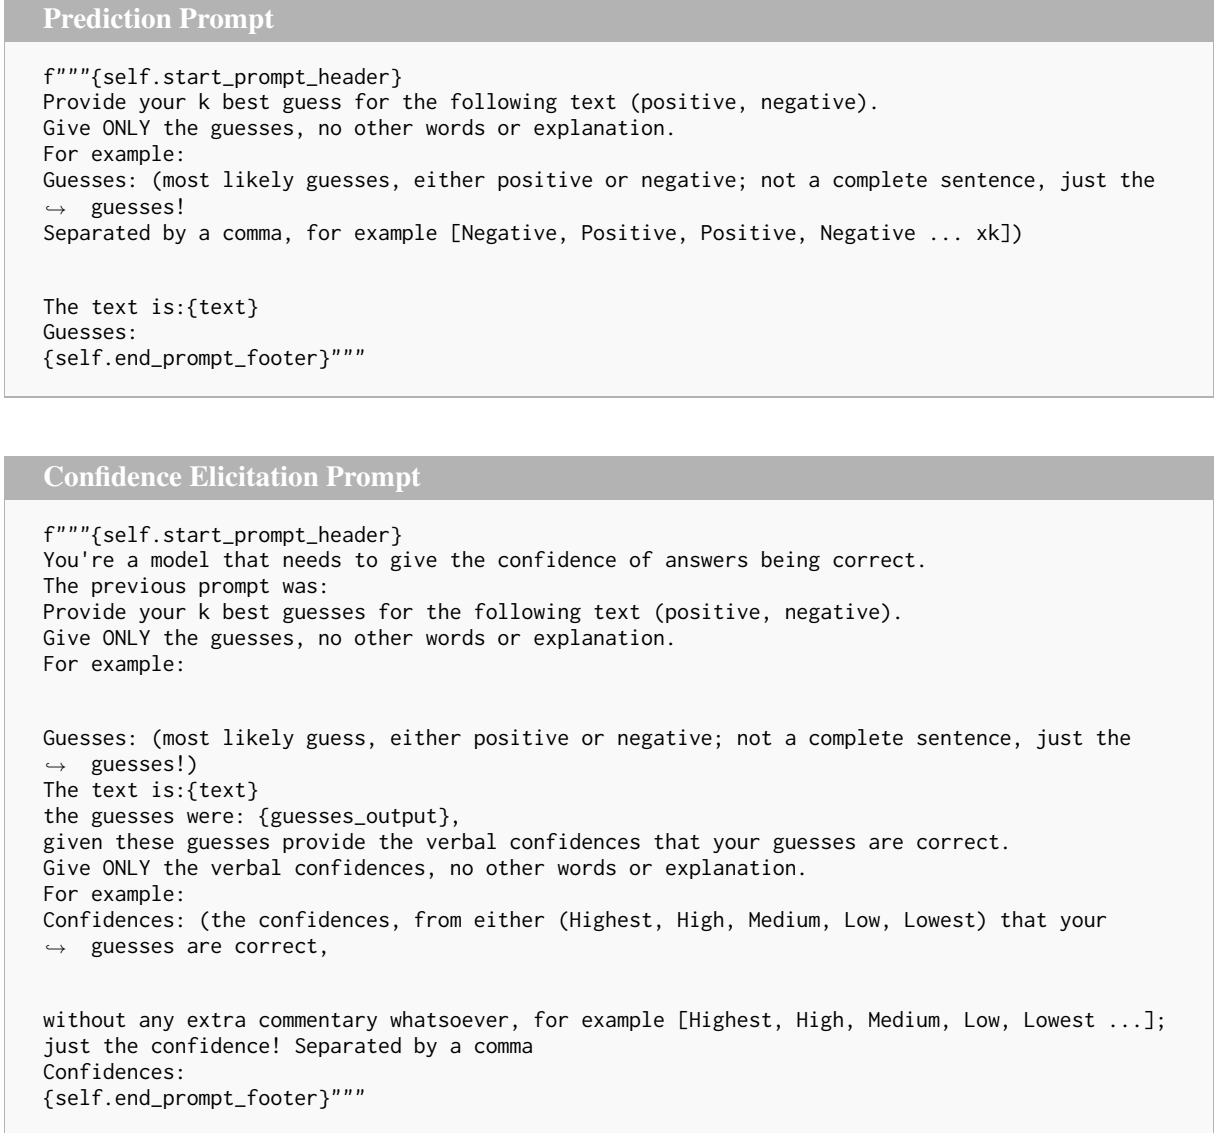 Prediction Prompt
f"""{self.start_prompt_header}
Provide your k best guess for the following text (positive, negative).
Give ONLY the guesses, no other words or explanation.
For example:
Guesses: (most likely guesses, either positive or negative; not a complete sentence, just the
↪ guesses!
Separated by a comma, for example [Negative, Positive, Positive, Negative ... xk])
The text is:{text}
Guesses:
{self.end_prompt_footer}"""
Confidence Elicitation Prompt
f"""{self.start_prompt_header}
You're a model that needs to give the confidence of answers being correct.
The previous prompt was:
Provide your k best guesses for the following text (positive, negative).
Give ONLY the guesses, no other words or explanation.
For example:
Guesses: (most likely guess, either positive or negative; not a complete sentence, just the
↪ guesses!)
The text is:{text}
the guesses were: {guesses_output},
given these guesses provide the verbal confidences that your guesses are correct.
Give ONLY the verbal confidences, no other words or explanation.
For example:
Confidences: (the confidences, from either (Highest, High, Medium, Low, Lowest) that your
↪ guesses are correct,
without any extra commentary whatsoever, for example [Highest, High, Medium, Low, Lowest ...];
just the confidence! Separated by a comma
Confidences:
{self.end_prompt_footer}"""